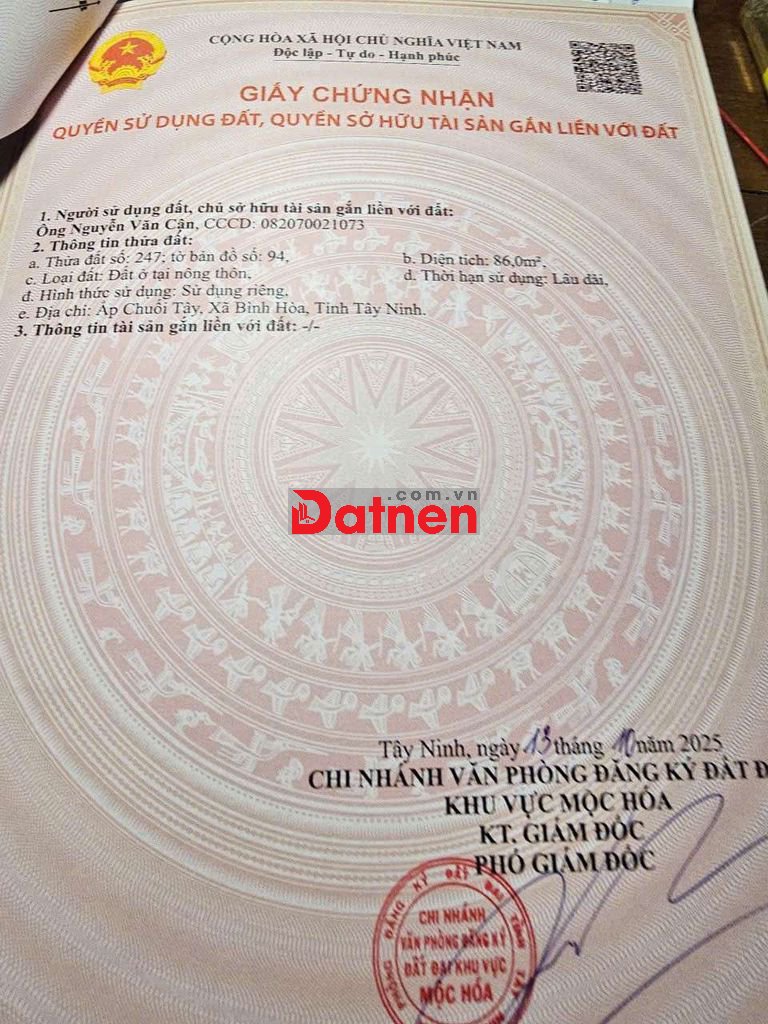 CỘNG HÒA XÃ HỘI CHỦ NGHĨA VIỆT NAM
Độc lập - Tự do - Hạnh phúc
GIẤY CHỨNG NHẬN
QUYỀN SỬ DỤNG ĐẤT, QUYỀN SỞ HỮU TÀI SẢN GẮN LIỀN VỚI ĐẤT
1. Người sử dụng đất, chủ sở hữu tài sản gắn liền với đất:
Ông Nguyễn Văn Cận, CCCD: 082070021073
2. Thông tin thửa đất:
a. Thửa đất số: 247; tờ bản đồ số: 94, b. Diện tích: 86,0m²,
c. Loại đất: Đất ở tại nông thôn, d. Thời hạn sử dụng: Lâu dài,
đ. Hình thức sử dụng: Sử dụng riêng,
e. Địa chỉ: Ấp Chuối Tây, Xã Bình Hòa, Tỉnh Tây Ninh.
3. Thông tin tài sản gắn liền với đất: -/-
.com.vn
Datnen
Tây Ninh, ngày 13 tháng 10 năm 2025
CHI NHÁNH VĂN PHÒNG ĐĂNG KÝ ĐẤT Đ
KHU VỰC MỘC HÓA
KT. GIÁM ĐỐC
PHÓ GIÁM ĐỐC
PHÒNG ĐĂNG KÝ ĐẤT ĐAI TỈNH TÂY
CHI NHÁNH
VĂN PHÒNG ĐĂNG KÝ
ĐẤT ĐAI KHU VỰC
MỘC HÓA